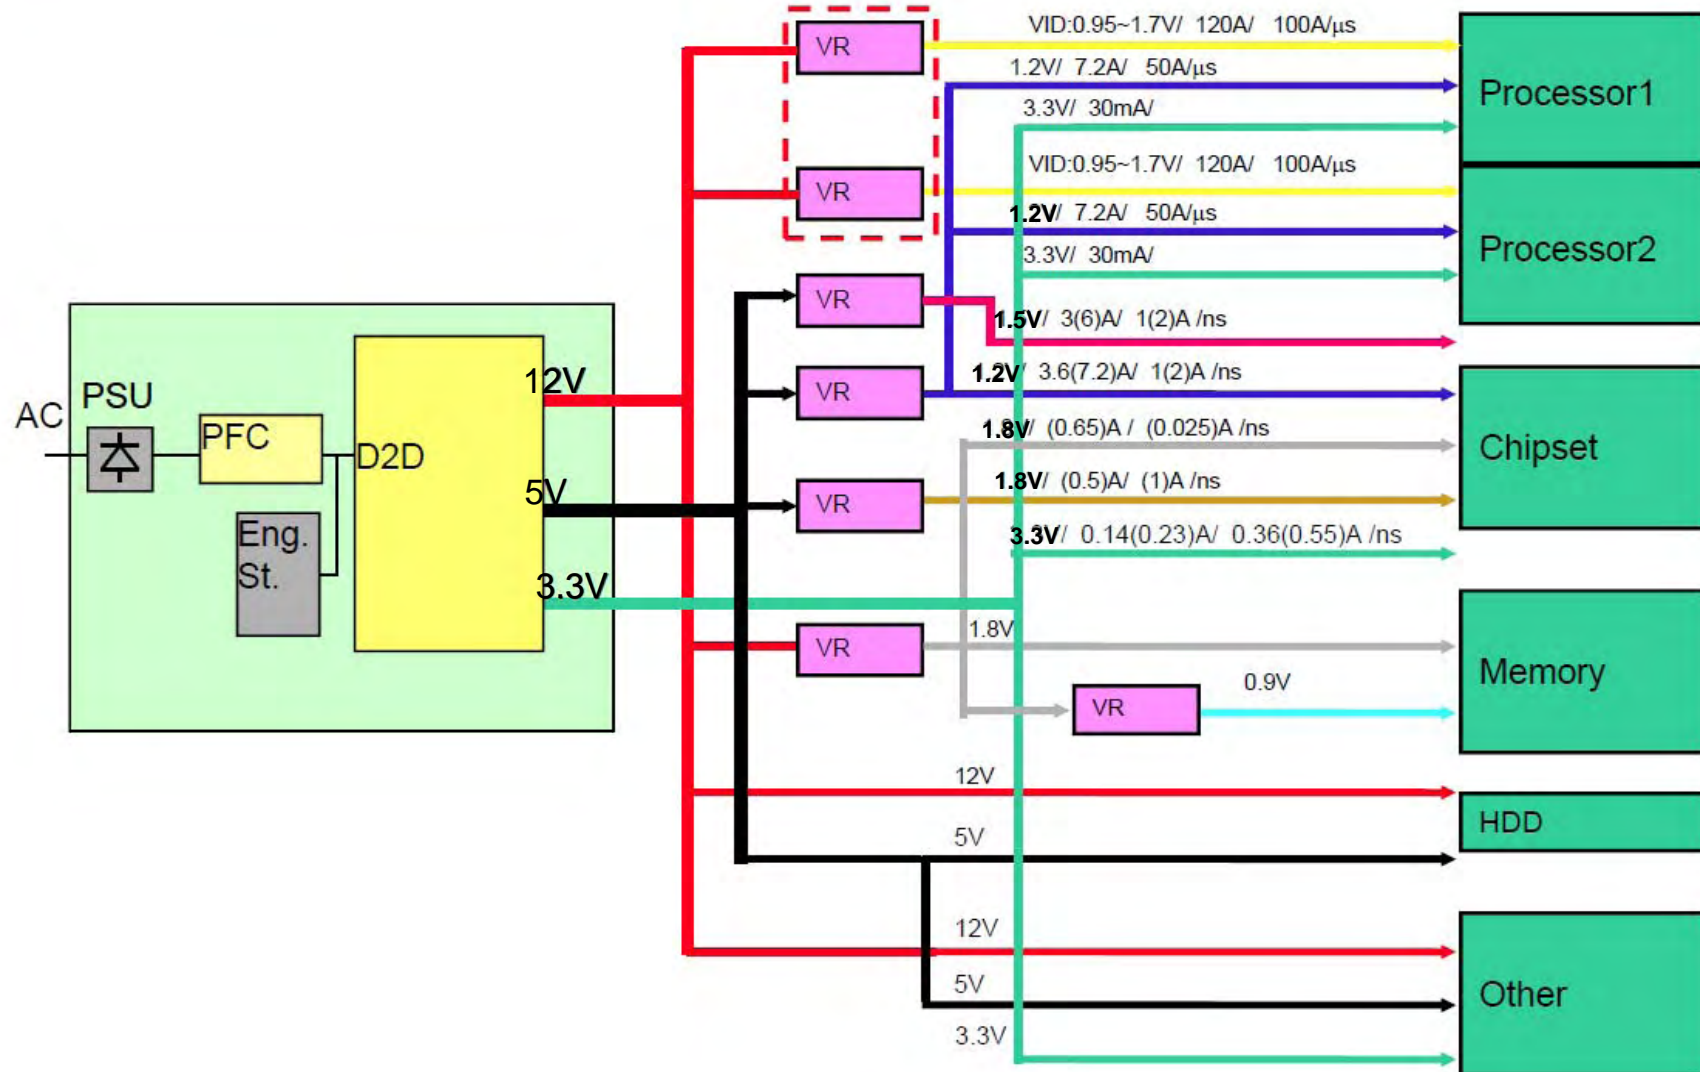 VR
VID:0.95~1.7V/ 120A/ 100A/μs
1.2V/ 7.2A/ 50A/μs
3.3V/ 30mA/
Processor1
VR
VID:0.95~1.7V/ 120A/ 100A/μs
1.2V/ 7.2A/ 50A/μs
3.3V/ 30mA/
Processor2
VR
1.5V/ 3(6)A/ 1(2)A /ns
VR
1.2V/ 3.6(7.2)A/ 1(2)A /ns
1.8V/ (0.65)A / (0.025)A /ns
VR
1.8V/ (0.5)A/ (1)A /ns
3.3V/ 0.14(0.23)A/ 0.36(0.55)A /ns
Chipset
AC
PSU
PFC
D2D
Eng.
St.
12V
5V
3.3V
VR
1.8V
VR
0.9V
Memory
12V
5V
HDD
12V
5V
3.3V
Other